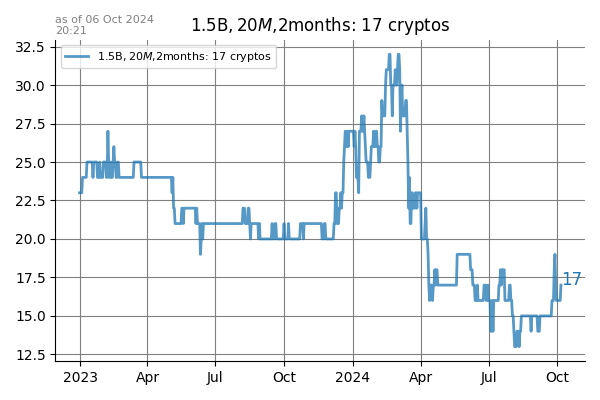 as of 06 Oct 2024
20:21
1.5B, 20M,2months: 17 cryptos
1.5B, 20M,2months: 17 cryptos
32.5
30.0
27.5
25.0
22.5
20.0
17.5
15.0
12.5
17
2023
Apr
Jul
Oct
2024
Apr
Jul
Oct